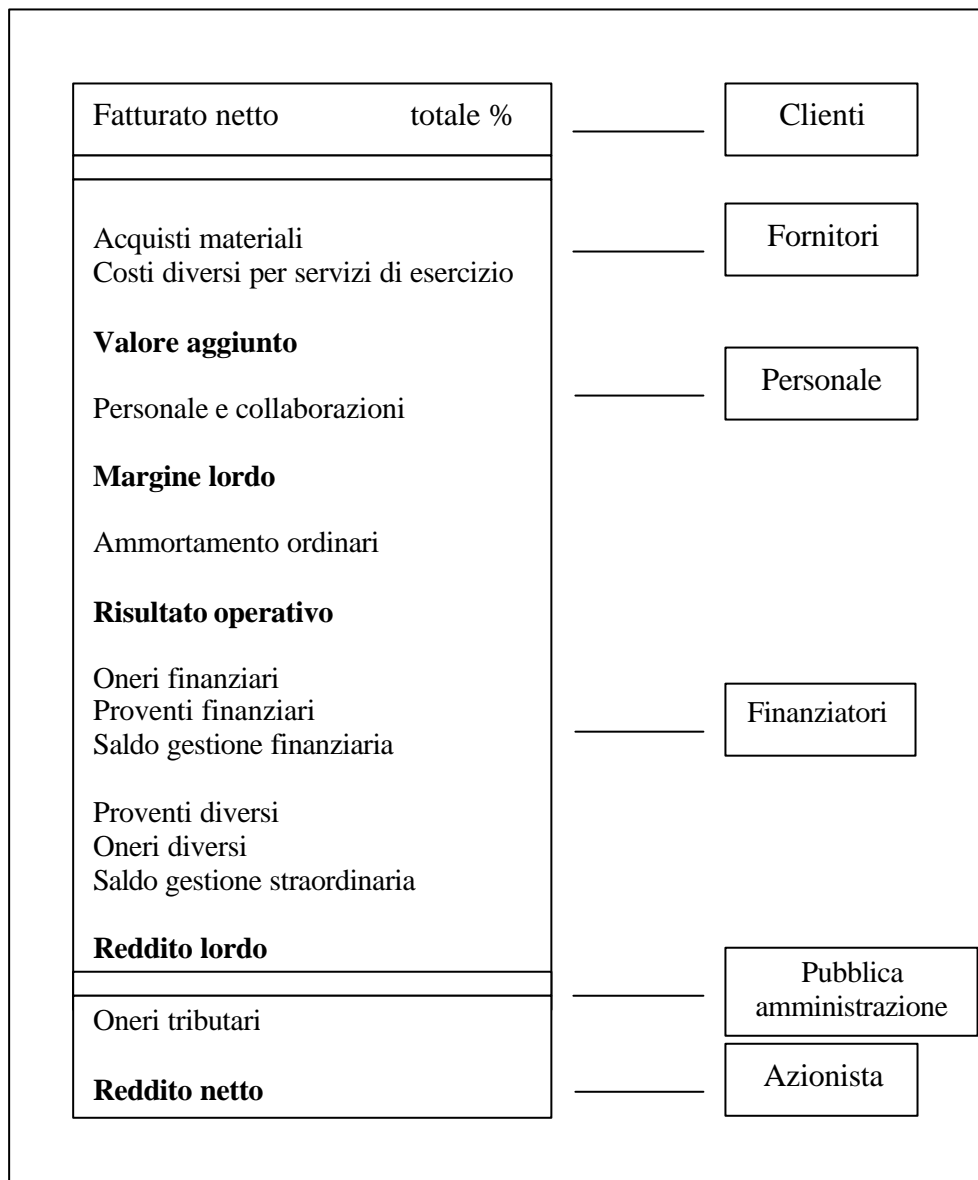 Fatturato netto totale %
Clienti
Acquisti materiali
Costi diversi per servizi di esercizio
Fornitori
Valore aggiunto
Personale e collaborazioni
Personale
Margine lordo
Ammortamento ordinari
Risultato operativo
Oneri finanziari
Proventi finanziari
Saldo gestione finanziaria
Finanziatori
Proventi diversi
Oneri diversi
Saldo gestione straordinaria
Reddito lordo
Pubblica
amministrazione
Oneri tributari
Reddito netto
Azionista